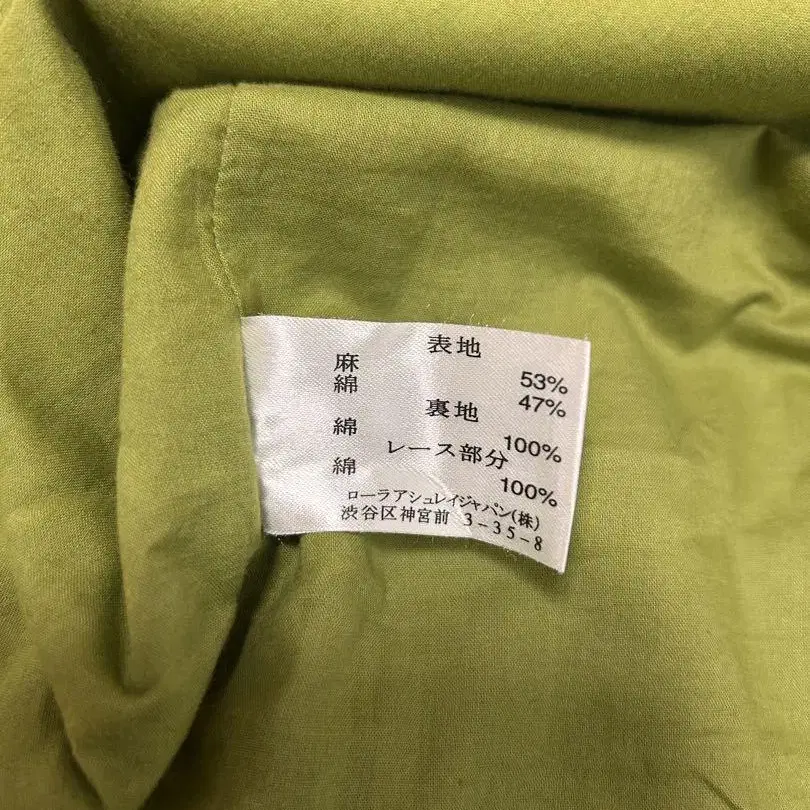 表地
麻 53%
綿 47%
裏地
綿 100%
レース部分
綿 100%
ローラアシュレイジャパン(株)
渋谷区神宮前 3-35-8